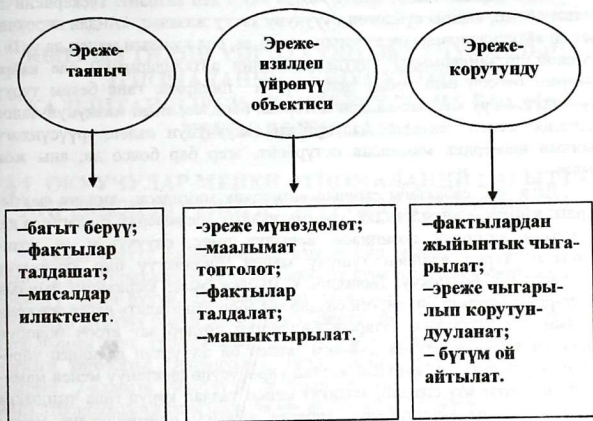 Эреже-
таяныч
Эреже-
изилдеп
үйрөнүү
объектиси
Эреже-
корутунду
–багыт берүү;
–фактылар
талдашат;
–мисалдар
иликтенет.
-эреже мүнөздөлөт;
-маалымат
топтолот;
–фактылар
талдалат;
–машыктырылат.
–фактылардан
жыйынтык чыга-
рылат;
–эреже чыгары-
лып корутун-
дууланат;
– бүтүм ой
айтылат.